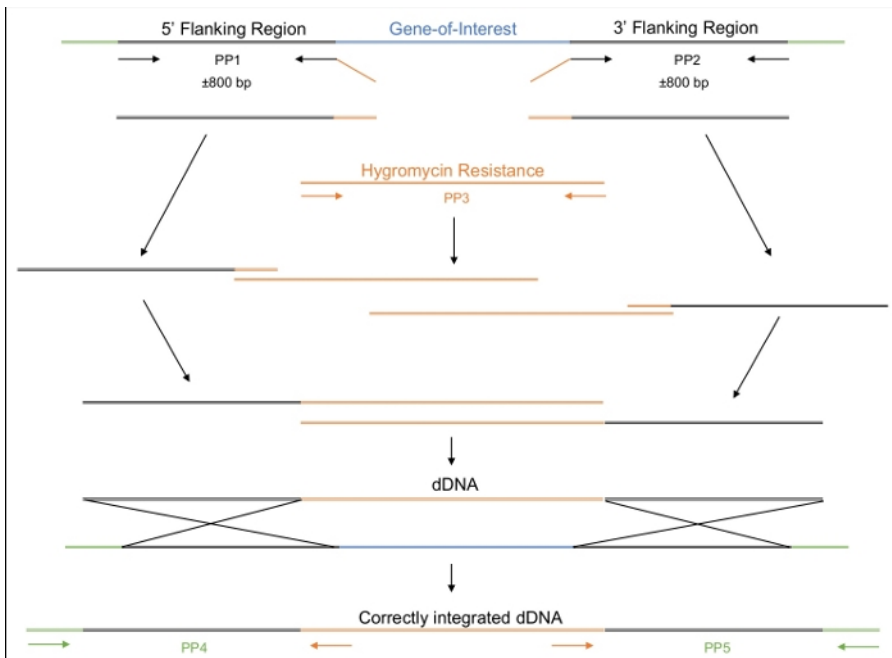 5’ Flanking Region Gene-of-Interest 3’ Flanking Region
PP1 PP2
±800 bp ±800 bp
Hygromycin Resistance
PP3
dDNA
Correctly integrated dDNA
PP4 PP5